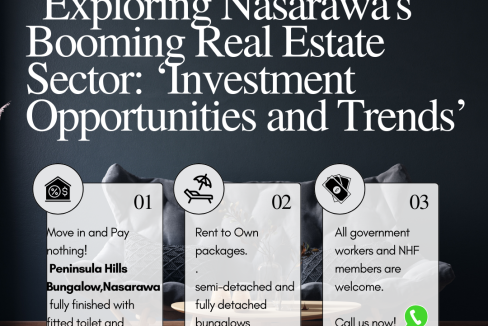 'Exploring Nasarawa's
Booming Real Estate
Sector: 'Investment
Opportunities and Trends'
01
Move in and Pay
nothing!
Peninsula Hills
Bungalow,Nasarawa
fully finished with
fitted toilet and
02
Rent to Own
packages.
.
semi-detached and
fully detached
bungalows
03
All government
workers and NHF
members are
welcome.
Call us now!